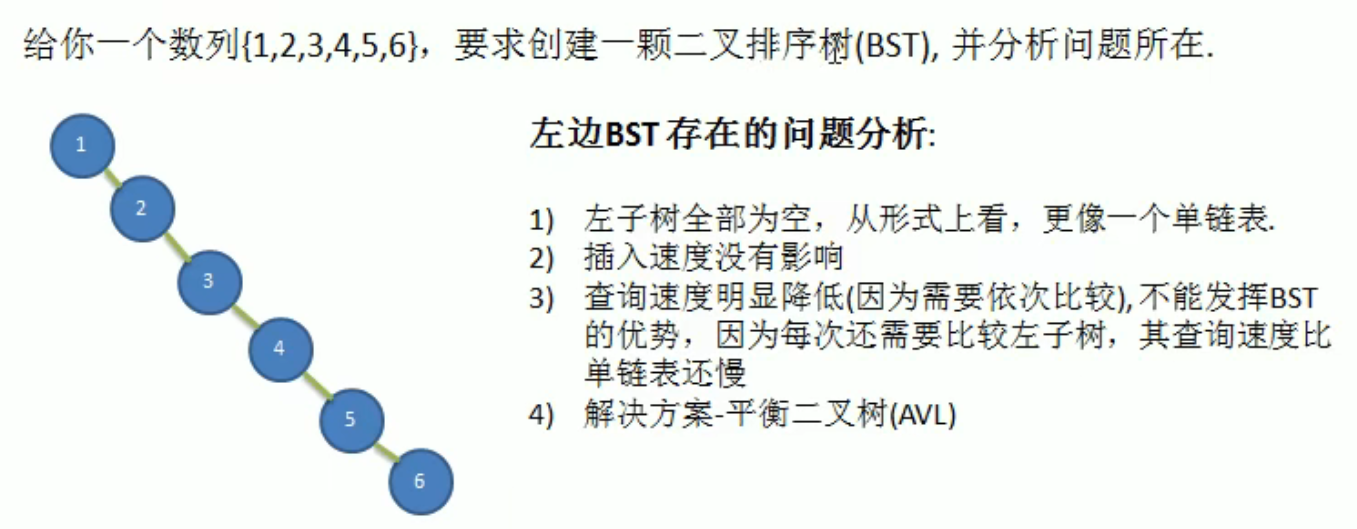 给你一个数列{1,2,3,4,5,6}，要求创建一颗二叉排序树(BST), 并分析问题所在.
左边BST 存在的问题分析:
1
2
3
4
5
6
1) 左子树全部为空，从形式上看，更像一个单链表.
2) 插入速度没有影响
3) 查询速度明显降低(因为需要依次比较), 不能发挥BST
的优势，因为每次还需要比较左子树，其查询速度比
单链表还慢
4) 解决方案-平衡二叉树(AVL)